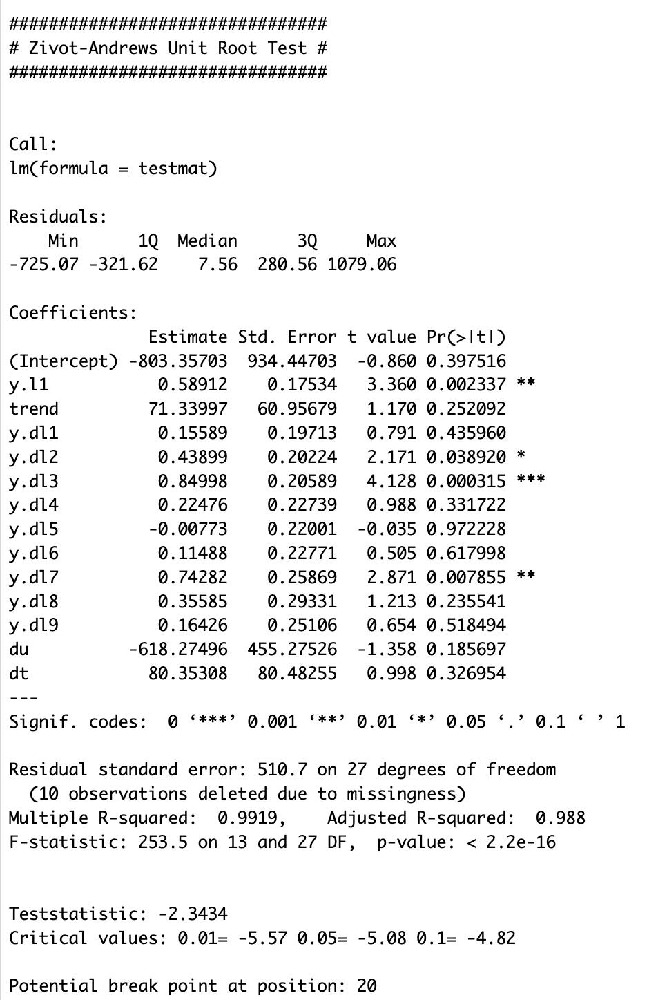 ################################
# Zivot-Andrews Unit Root Test #
################################
Call:
lm(formula = testmat)
Residuals:
    Min      1Q  Median      3Q     Max
-725.07 -321.62    7.56  280.56 1079.06
Coefficients:
              Estimate Std. Error t value Pr(>|t|)
(Intercept) -803.35703  934.44703  -0.860 0.397516
y.l1           0.58912    0.17534   3.360 0.002337 **
trend         71.33997   60.95679   1.170 0.252092
y.dl1          0.15589    0.19713   0.791 0.435960
y.dl2          0.43899    0.20224   2.171 0.038920 *
y.dl3          0.84998    0.20589   4.128 0.000315 ***
y.dl4          0.22476    0.22739   0.988 0.331722
y.dl5         -0.00773    0.22001  -0.035 0.972228
y.dl6          0.11488    0.22771   0.505 0.617998
y.dl7          0.74282    0.25869   2.871 0.007855 **
y.dl8          0.35585    0.29331   1.213 0.235541
y.dl9          0.16426    0.25106   0.654 0.518494
du          -618.27496  455.27526  -1.358 0.185697
dt            80.35308   80.48255   0.998 0.326954
---
Signif. codes:  0 ‘***’ 0.001 ‘**’ 0.01 ‘*’ 0.05 ‘.’ 0.1 ‘ ’ 1
Residual standard error: 510.7 on 27 degrees of freedom
  (10 observations deleted due to missingness)
Multiple R-squared:  0.9919,    Adjusted R-squared:  0.988
F-statistic: 253.5 on 13 and 27 DF,  p-value: < 2.2e-16
Teststatistic: -2.3434
Critical values: 0.01= -5.57 0.05= -5.08 0.1= -4.82
Potential break point at position: 20